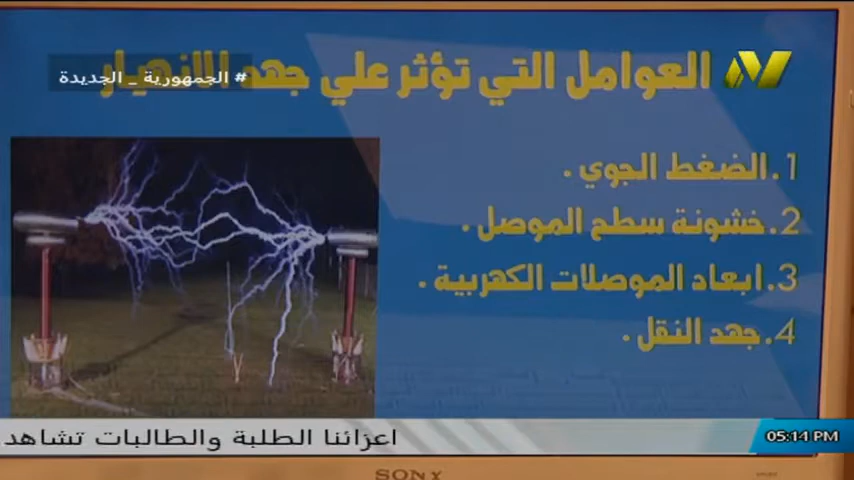 العوامل التي تؤثر علي جهد الانهيار
# الجمهورية _ الجديدة
1. الضغط الجوي .
2. خشونة سطح الموصل .
3. ابعاد الموصلات الكهربية .
4. جهد النقل .
اعزائنا الطلبة والطالبات تشاهد
05:14 PM
SONY